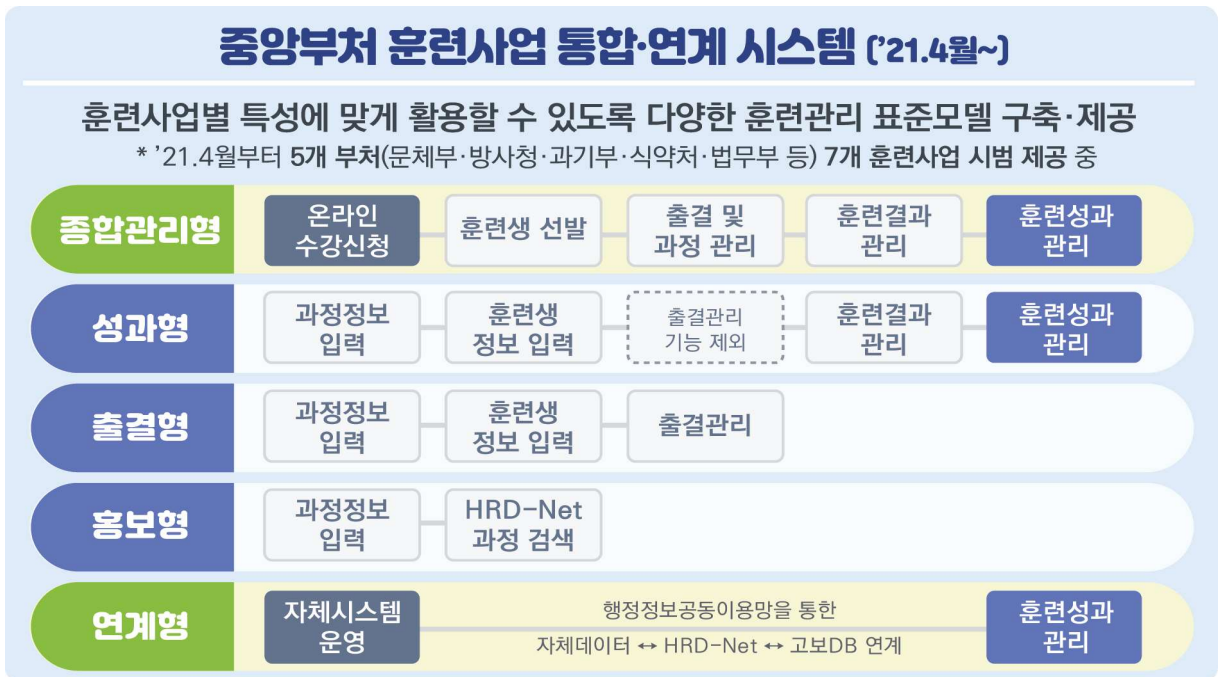 중앙부처 훈련사업 통합·연계 시스템 ('21.4월~)
훈련사업별 특성에 맞게 활용할 수 있도록 다양한 훈련관리 표준모델 구축·제공
* '21.4월부터 5개 부처(문체부·방사청·과기부·식약처·법무부 등) 7개 훈련사업 시범 제공 중
종합관리형
온라인
수강신청
훈련생 선발
출결 및
과정 관리
훈련결과
관리
훈련성과
관리
성과형
과정정보
입력
훈련생
정보 입력
출결관리
기능 제외
훈련결과
관리
훈련성과
관리
출결형
과정정보
입력
훈련생
정보 입력
출결관리
홍보형
과정정보
입력
HRD-Net
과정 검색
연계형
자체시스템
운영
행정정보공동이용망을 통한
자체데이터 ↔ HRD-Net ↔ 고보DB 연계
훈련성과
관리